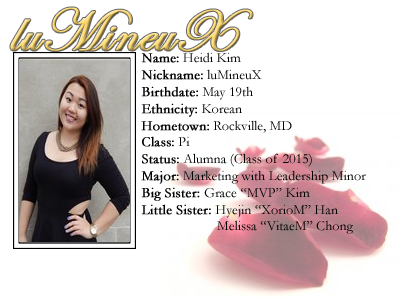 luMineuX
Name: Heidi Kim
Nickname: luMineuX
Birthdate: May 19th
Ethnicity: Korean
Hometown: Rockville, MD
Class: Pi
Status: Alumna (Class of 2015)
Major: Marketing with Leadership Minor
Big Sister: Grace “MVP” Kim
Little Sister: Hyejin “XorioM” Han
Melissa “VitaeM” Chong